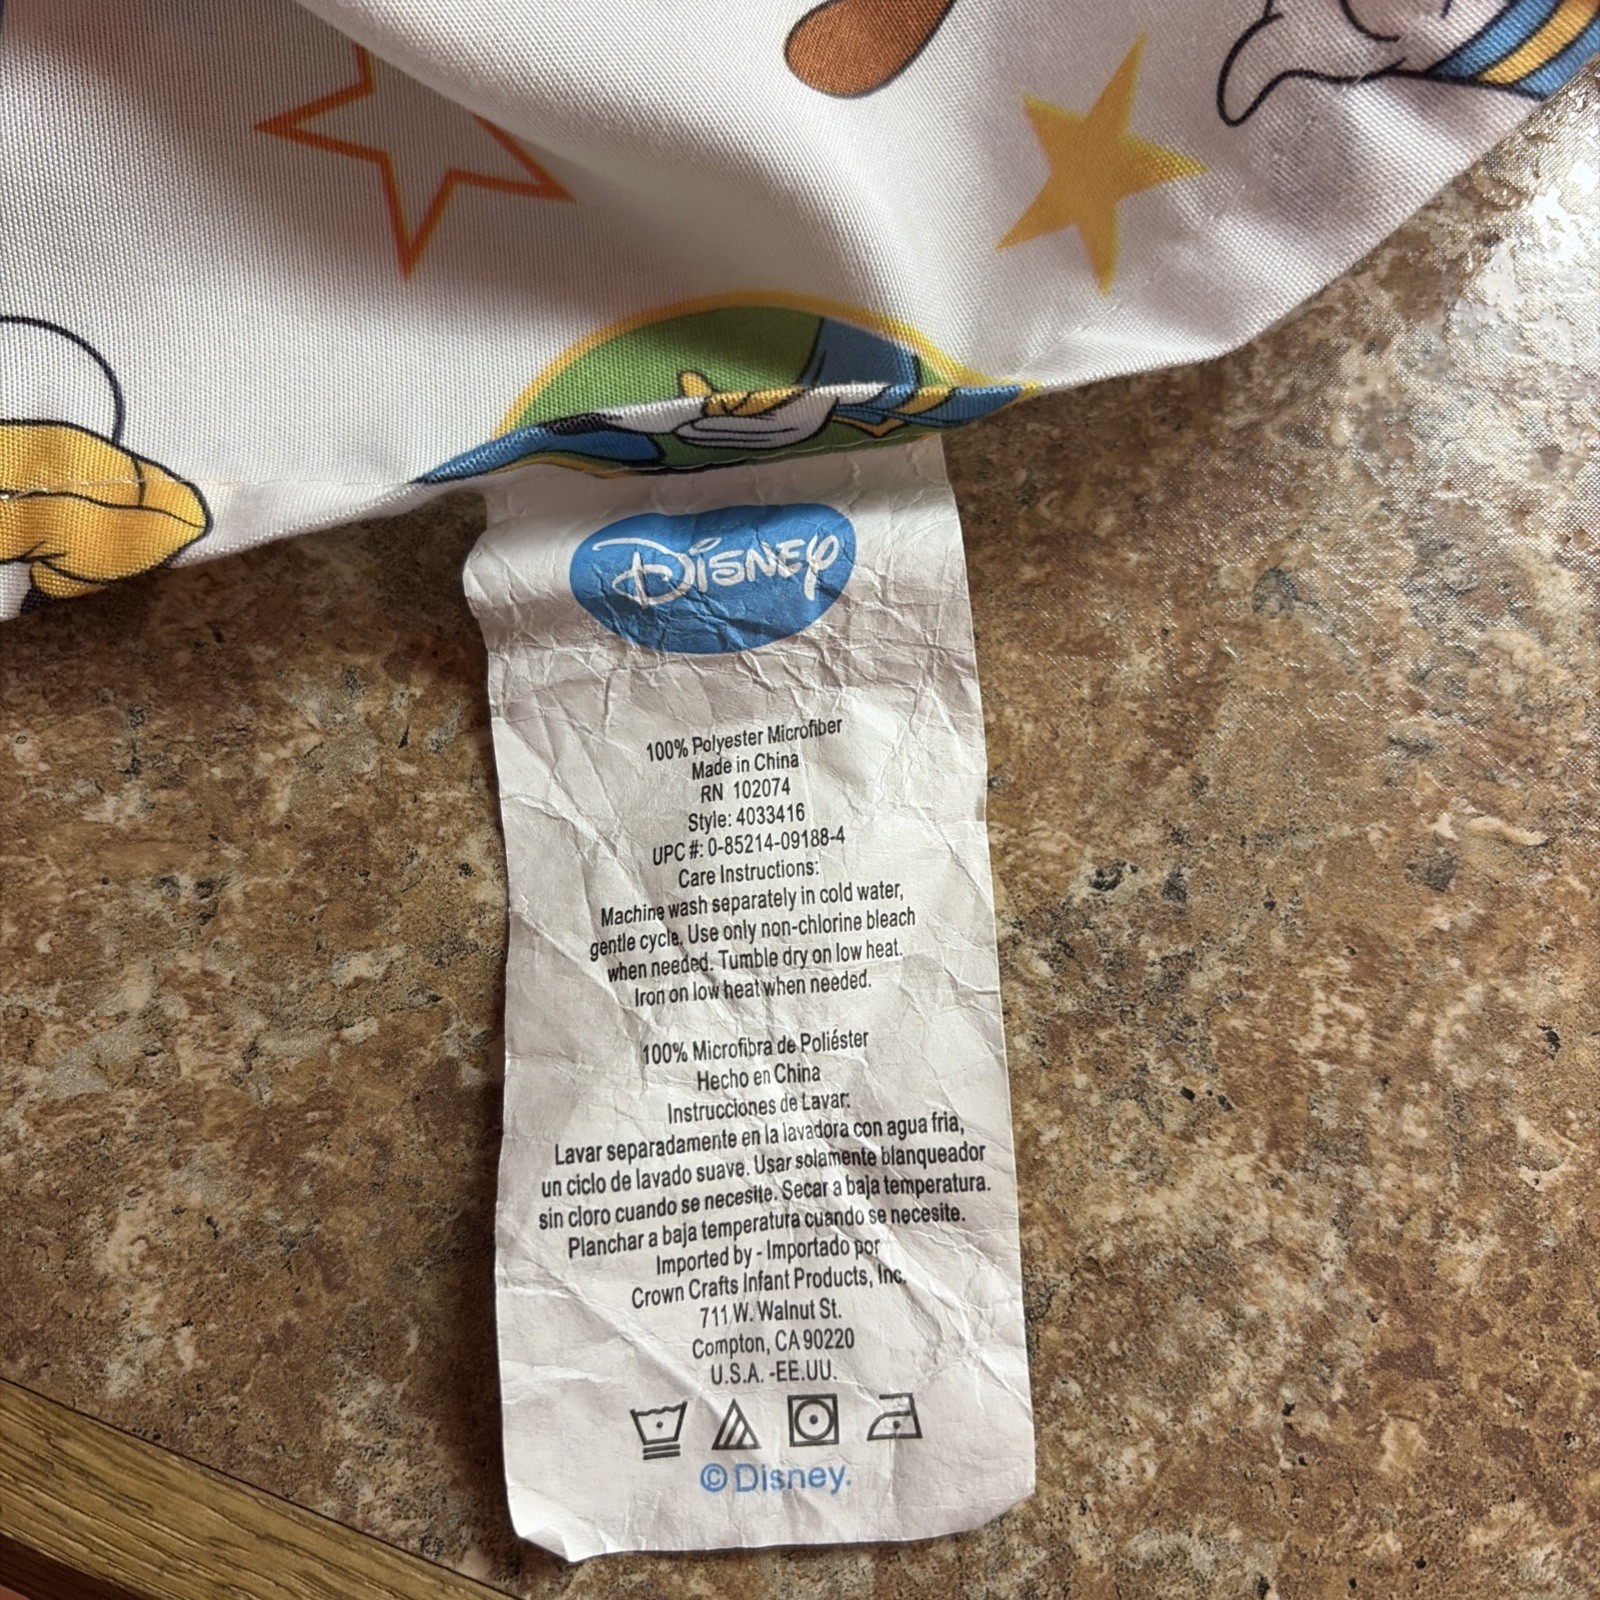 Disney
100% Polyester Microfiber
Made in China
RN 102074
Style: 4033416
UPC #: 0-85214-09188-4
Care Instructions:
Machine wash separately in cold water,
gentle cycle. Use only non-chlorine bleach
when needed. Tumble dry on low heat.
Iron on low heat when needed.
100% Microfibra de Poliéster
Hecho en China
Instrucciones de Lavar:
Lavar separadamente en la lavadora con agua fria,
un ciclo de lavado suave. Usar solamente blanqueador
sin cloro cuando se necesite. Secar a baja temperatura.
Planchar a baja temperatura cuando se necesite.
Imported by - Importado por
Crown Crafts Infant Products, Inc.
711 W. Walnut St.
Compton, CA 90220
U.S.A. -EE.UU.
© Disney.